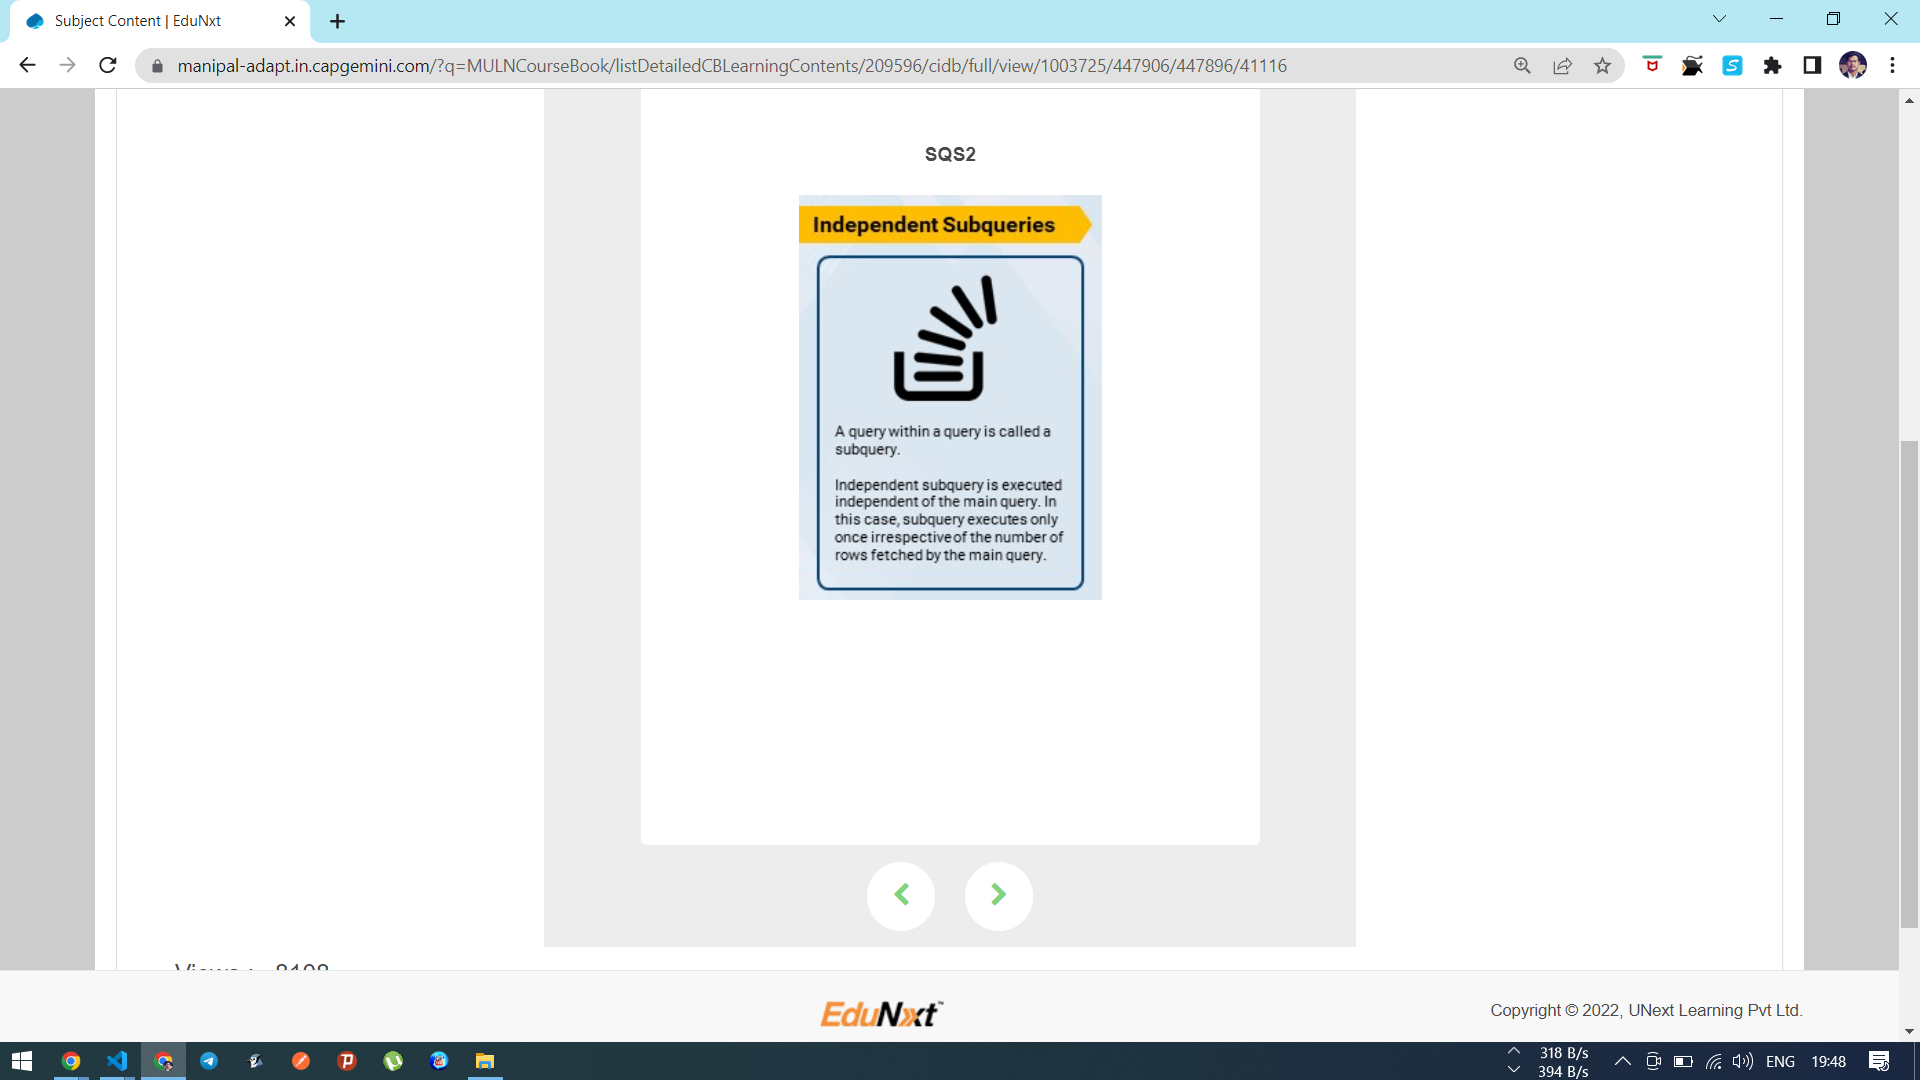 Subject Content | EduNxt
manipal-adapt.in.capgemini.com/?q=MULNCourseBook/listDetailedCBLearningContents/209596/cidb/full/view/1003725/447906/447896/41116
SQS2
Independent Subqueries
A query within a query is called a
subquery.
Independent subquery is executed
independent of the main query. In
this case, subquery executes only
once irrespective of the number of
rows fetched by the main query.
Views : 8108
EduNxt™
Copyright © 2022, UNext Learning Pvt Ltd.
318 B/s
394 B/s
ENG
19:48